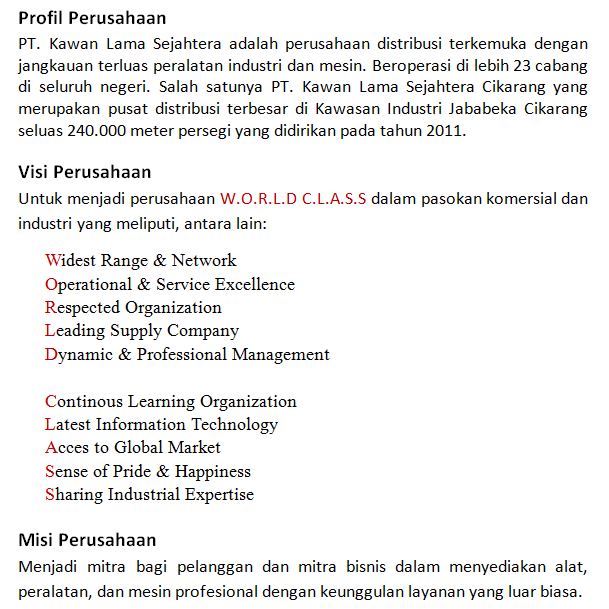 Profil Perusahaan
PT. Kawan Lama Sejahtera adalah perusahaan distribusi terkemuka dengan
jangkauan terluas peralatan industri dan mesin. Beroperasi di lebih 23 cabang
di seluruh negeri. Salah satunya PT. Kawan Lama Sejahtera Cikarang yang
merupakan pusat distribusi terbesar di Kawasan Industri Jababeka Cikarang
seluas 240.000 meter persegi yang didirikan pada tahun 2011.
Visi Perusahaan
Untuk menjadi perusahaan W.O.R.L.D C.L.A.S.S dalam pasokan komersial dan
industri yang meliputi, antara lain:
Widest Range & Network
Operational & Service Excellence
Respected Organization
Leading Supply Company
Dynamic & Professional Management
Continous Learning Organization
Latest Information Technology
Acces to Global Market
Sense of Pride & Happiness
Sharing Industrial Expertise
Misi Perusahaan
Menjadi mitra bagi pelanggan dan mitra bisnis dalam menyediakan alat,
peralatan, dan mesin profesional dengan keunggulan layanan yang luar biasa.